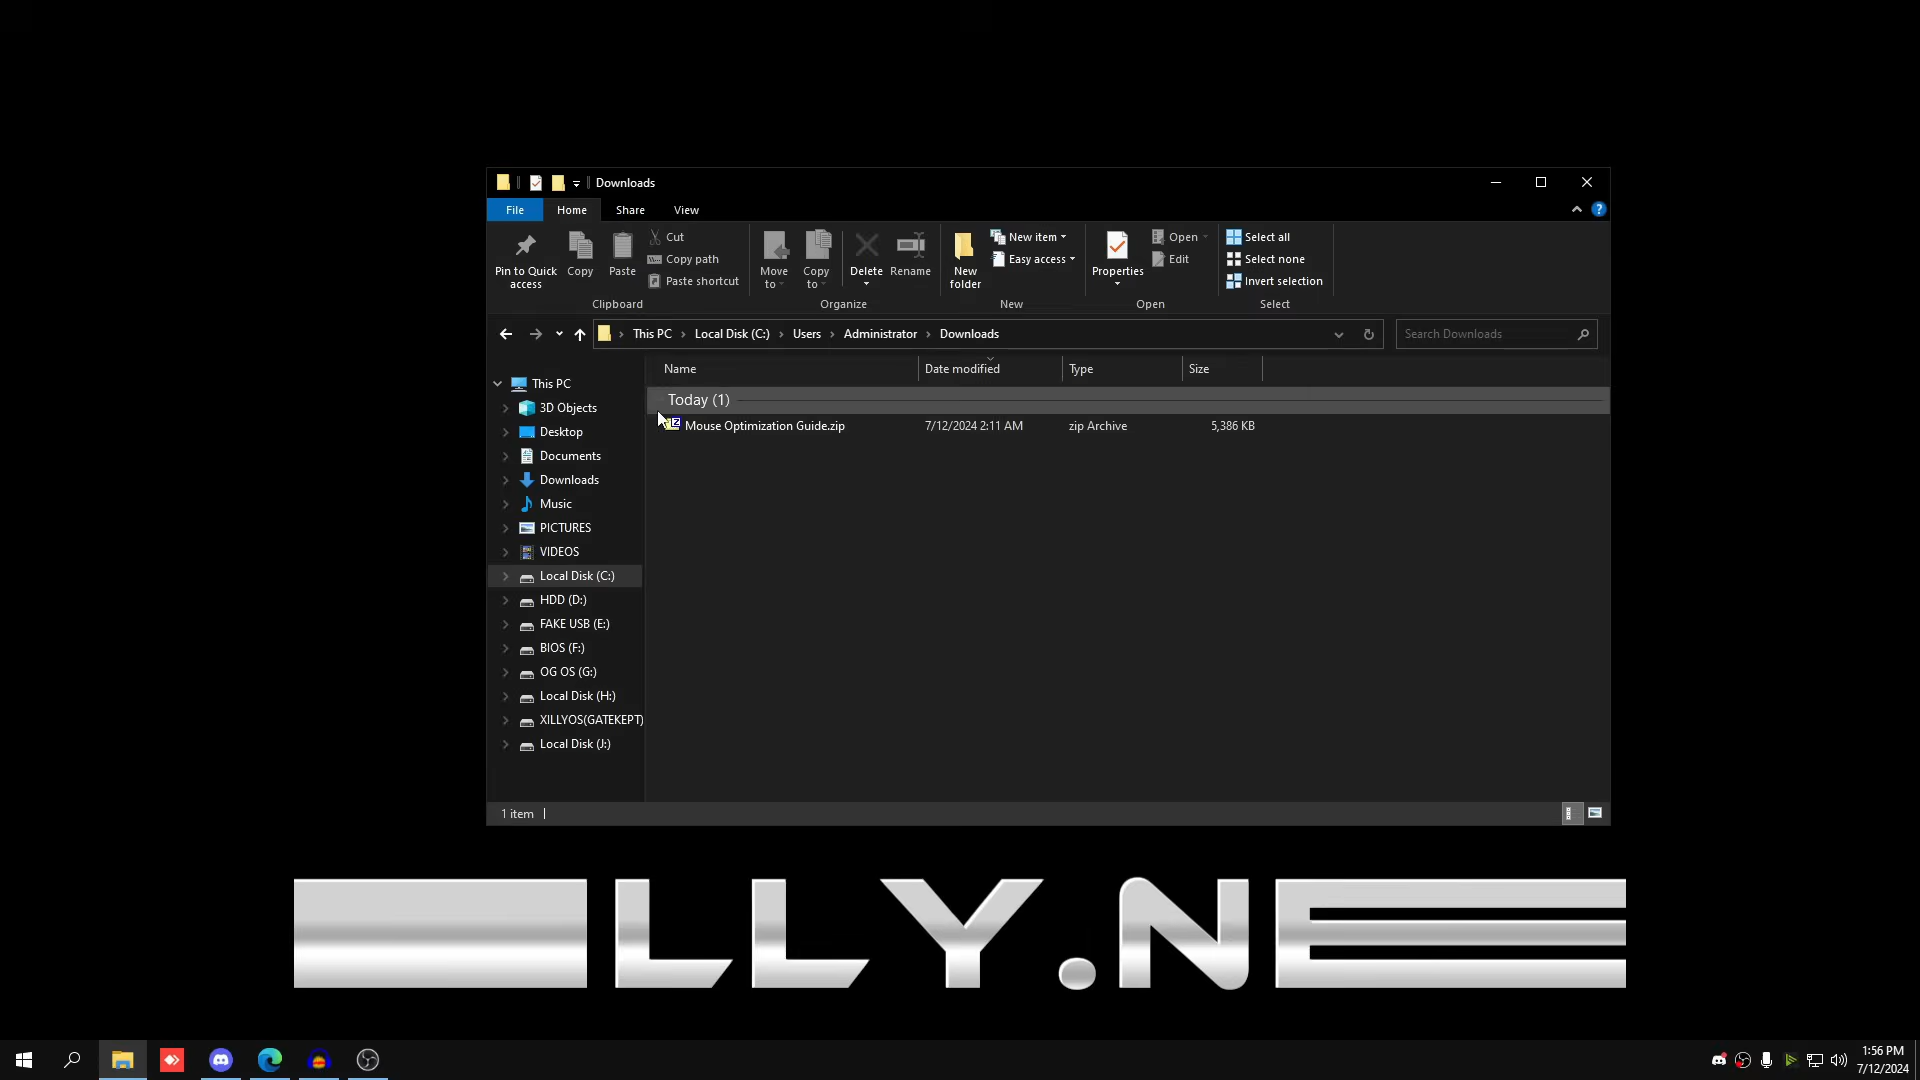 Downloads
File Home Share View
Pin to Quick access
Copy
Paste
Cut
Copy path
Paste shortcut
Clipboard
Move to
Copy to
Delete
Rename
Organize
New folder
New item
Easy access
New
Properties
Open
Edit
Open
Select all
Select none
Invert selection
Select
This PC > Local Disk (C:) > Users > Administrator > Downloads
Search Downloads
Name Date modified Type Size
Today (1)
Mouse Optimization Guide.zip 7/12/2024 2:11 AM zip Archive 5,386 KB
This PC
3D Objects
Desktop
Documents
Downloads
Music
PICTURES
VIDEOS
Local Disk (C:)
HDD (D:)
FAKE USB (E:)
BIOS (F:)
OG OS (G:)
Local Disk (H:)
XILLYOS(GATEKEPT)
Local Disk (J:)
1 item
LLY.NE
1:56 PM
7/12/2024